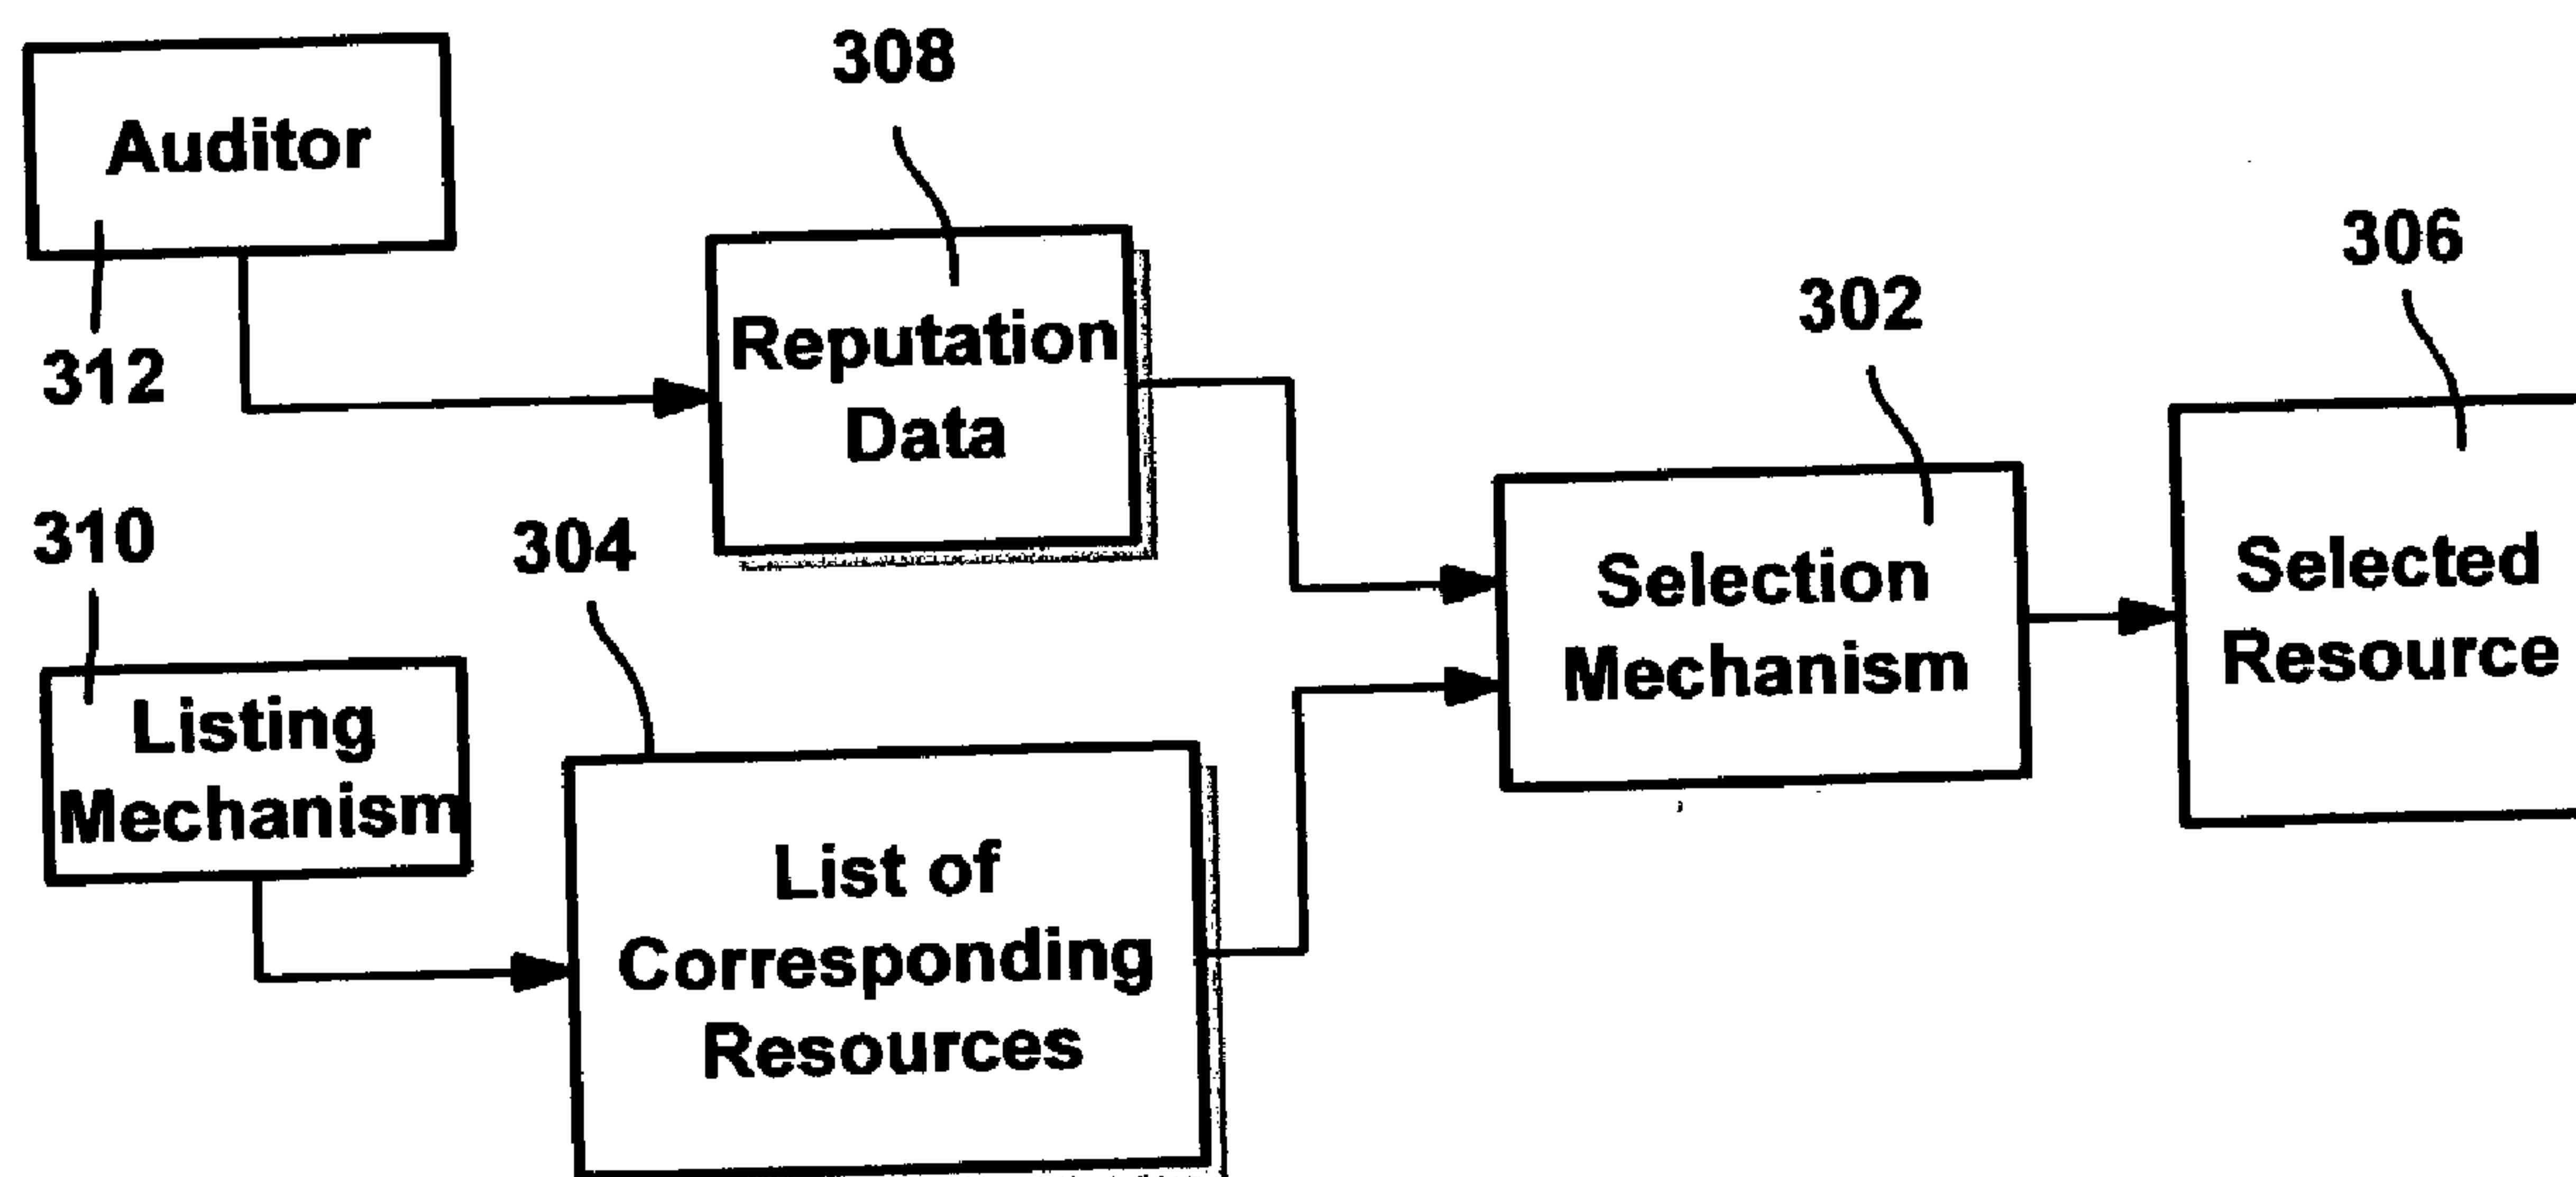 308
Auditor
312
306
302
Reputation
Data
310
304
Selection
Mechanism
Selected
Resource
Listing
Mechanism
List of
Corresponding
Resources